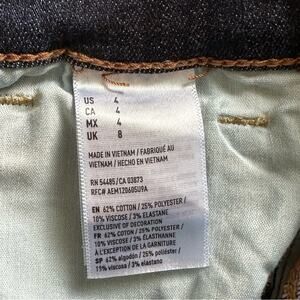 US 4
CA 4
MX 4
UK 8
MADE IN VIETNAM / FABRIQUÉ AU
VIETNAM / HECHO EN VIETNAM
RN 54485/CA 03873
RFC# AEM120605U9A
EN 62% COTTON / 25% POLYESTER /
10% VISCOSE / 3% ELASTANE
EXCLUSIVE OF DECORATION
FR 62% COTON / 25% POLYESTER /
10% VISCOSE / 3% ÉLASTHANNE
À L'EXCEPTION DE LA GARNITURE
SP 62% algodón / 25% poliéster /
10% viscosa / 3% elastano